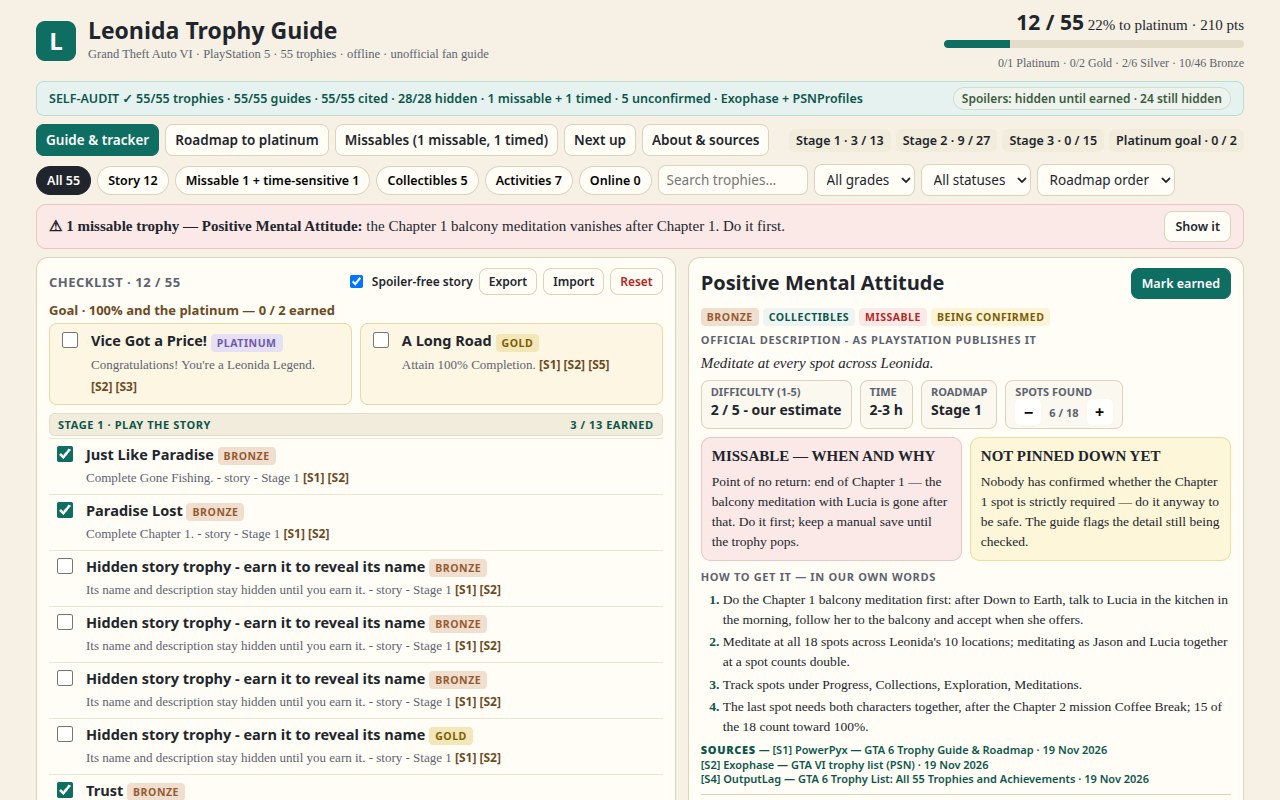 L
Leonida Trophy Guide
Grand Theft Auto VI · PlayStation 5 · 55 trophies · offline · unofficial fan guide
12 / 55 22% to platinum · 210 pts
0/1 Platinum · 0/2 Gold · 2/6 Silver · 10/46 Bronze
SELF-AUDIT ✓ 55/55 trophies · 55/55 guides · 55/55 cited · 28/28 hidden · 1 missable + 1 timed · 5 unconfirmed · Exophase + PSNProfiles
Spoilers: hidden until earned · 24 still hidden
Guide & tracker
Roadmap to platinum
Missables (1 missable, 1 timed)
Next up
About & sources
Stage 1 · 3 / 13
Stage 2 · 9 / 27
Stage 3 · 0 / 15
Platinum goal · 0 / 2
All 55
Story 12
Missable 1 + time-sensitive 1
Collectibles 5
Activities 7
Online 0
Search trophies...
All grades
All statuses
Roadmap order
⚠ 1 missable trophy — Positive Mental Attitude: the Chapter 1 balcony meditation vanishes after Chapter 1. Do it first.
Show it
CHECKLIST · 12 / 55
Spoiler-free story
Export
Import
Reset
Goal · 100% and the platinum — 0 / 2 earned
Vice Got a Price! PLATINUM
Congratulations! You're a Leonida Legend.
[S2] [S3]
A Long Road GOLD
Attain 100% Completion. [S1] [S2] [S5]
STAGE 1 · PLAY THE STORY
3 / 13 EARNED
Just Like Paradise BRONZE
Complete Gone Fishing. - story - Stage 1 [S1] [S2]
Paradise Lost BRONZE
Complete Chapter 1. - story - Stage 1 [S1] [S2]
Hidden story trophy - earn it to reveal its name BRONZE
Its name and description stay hidden until you earn it. - story - Stage 1 [S1] [S2]
Hidden story trophy - earn it to reveal its name BRONZE
Its name and description stay hidden until you earn it. - story - Stage 1 [S1] [S2]
Hidden story trophy - earn it to reveal its name BRONZE
Its name and description stay hidden until you earn it. - story - Stage 1 [S1] [S2]
Hidden story trophy - earn it to reveal its name GOLD
Its name and description stay hidden until you earn it. - story - Stage 1 [S1] [S2]
Trust BRONZE
Positive Mental Attitude
Mark earned
BRONZE COLLECTIBLES MISSABLE BEING CONFIRMED
OFFICIAL DESCRIPTION - AS PLAYSTATION PUBLISHES IT
Meditate at every spot across Leonida.
DIFFICULTY (1-5)
2 / 5 - our estimate
TIME
2-3 h
ROADMAP
Stage 1
SPOTS FOUND
− 6 / 18 +
MISSABLE — WHEN AND WHY
Point of no return: end of Chapter 1 — the
balcony meditation with Lucia is gone after
that. Do it first; keep a manual save until
the trophy pops.
NOT PINNED DOWN YET
Nobody has confirmed whether the Chapter
1 spot is strictly required — do it anyway to
be safe. The guide flags the detail still being
checked.
HOW TO GET IT — IN OUR OWN WORDS
1. Do the Chapter 1 balcony meditation first: after Down to Earth, talk to Lucia in the kitchen in
the morning, follow her to the balcony and accept when she offers.
2. Meditate at all 18 spots across Leonida's 10 locations; meditating as Jason and Lucia together
at a spot counts double.
3. Track spots under Progress, Collections, Exploration, Meditations.
4. The last spot needs both characters together, after the Chapter 2 mission Coffee Break; 15 of
the 18 count toward 100%.
SOURCES — [S1] PowerPyx — GTA 6 Trophy Guide & Roadmap · 19 Nov 2026
[S2] Exophase — GTA VI trophy list (PSN) · 19 Nov 2026
[S4] OutputLag — GTA 6 Trophy List: All 55 Trophies and Achievements · 19 Nov 2026